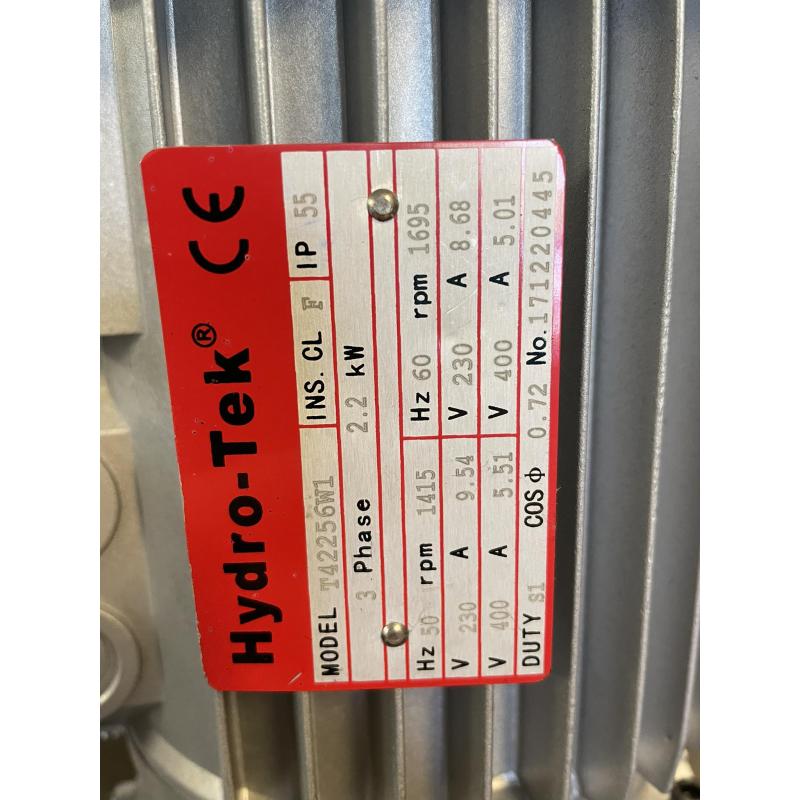 Hydro-Tek® CE
MODEL T42256W1 INS. CL F IP 55
3 Phase 2.2 kW
Hz 50 rpm 1415 Hz 60 rpm 1695
V 230 A 9.54 V 230 A 8.68
V 400 A 5.51 V 400 A 5.01
DUTY S1 COSϕ 0.72 No. 171220445